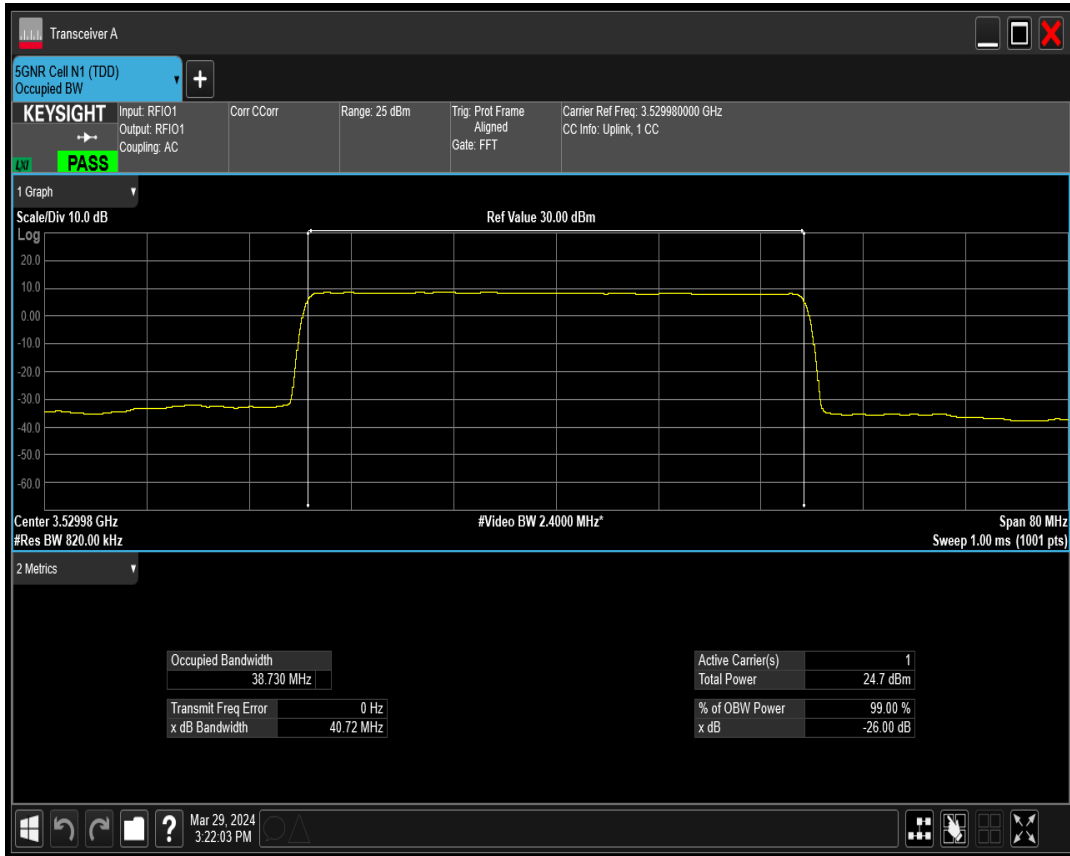 Transceiver A
5GNR Cell N1 (TDD)
Occupied BW
+
KEYSIGHT
LXI
PASS
Input: RFIO1
Output: RFIO1
Coupling: AC
Corr CCorr
Range: 25 dBm
Trig: Prot Frame
Aligned
Gate: FFT
Carrier Ref Freq: 3.529980000 GHz
CC Info: Uplink, 1 CC
1 Graph
Scale/Div 10.0 dB
Ref Value 30.00 dBm
Log
20.0
10.0
0.00
-10.0
-20.0
-30.0
-40.0
-50.0
-60.0
Center 3.52998 GHz
#Video BW 2.4000 MHz*
Span 80 MHz
#Res BW 820.00 kHz
Sweep 1.00 ms (1001 pts)
2 Metrics
Occupied Bandwidth
38.730 MHz
Transmit Freq Error 0 Hz
x dB Bandwidth 40.72 MHz
Active Carrier(s) 1
Total Power 24.7 dBm
% of OBW Power 99.00 %
x dB -26.00 dB
?
Mar 29, 2024
3:22:03 PM